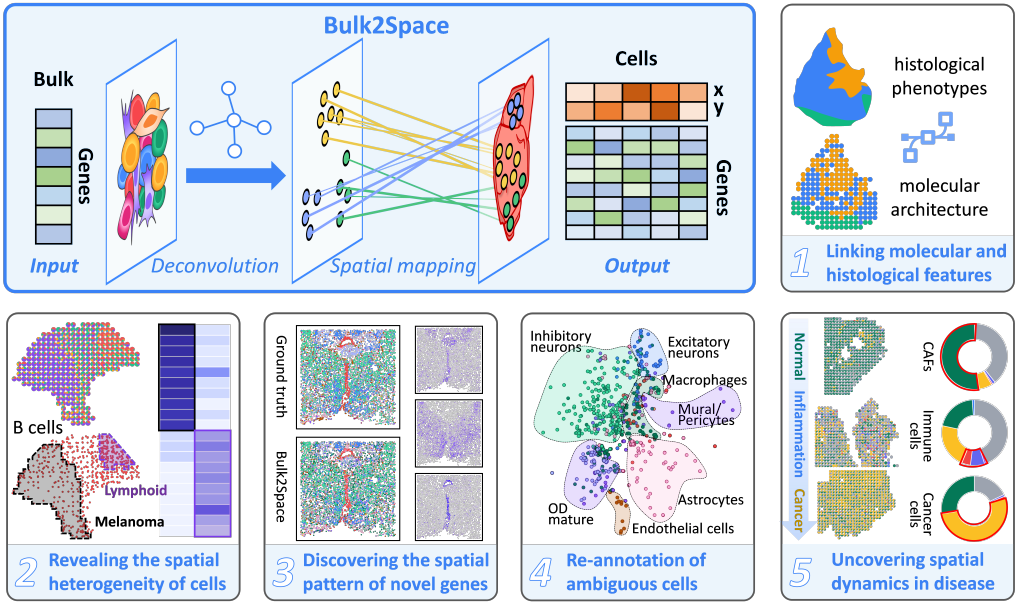 Bulk2Space
Bulk
Genes
Input
Deconvolution
Spatial mapping
Cells
x
y
Genes
Output
histological
phenotypes
molecular
architecture
1
Linking molecular and
histological features
B cells
Lymphoid
Melanoma
2
Revealing the spatial
heterogeneity of cells
Ground truth
Bulk2Space
3
Discovering the spatial
pattern of novel genes
Inhibitory
neurons
Excitatory
neurons
Macrophages
Mural/
Pericytes
OD
mature
Astrocytes
Endothelial cells
4
Re-annotation of
ambiguous cells
Normal
Inflammation
Cancer
CAFs
Immune
cells
Cancer
cells
5
Uncovering spatial
dynamics in disease